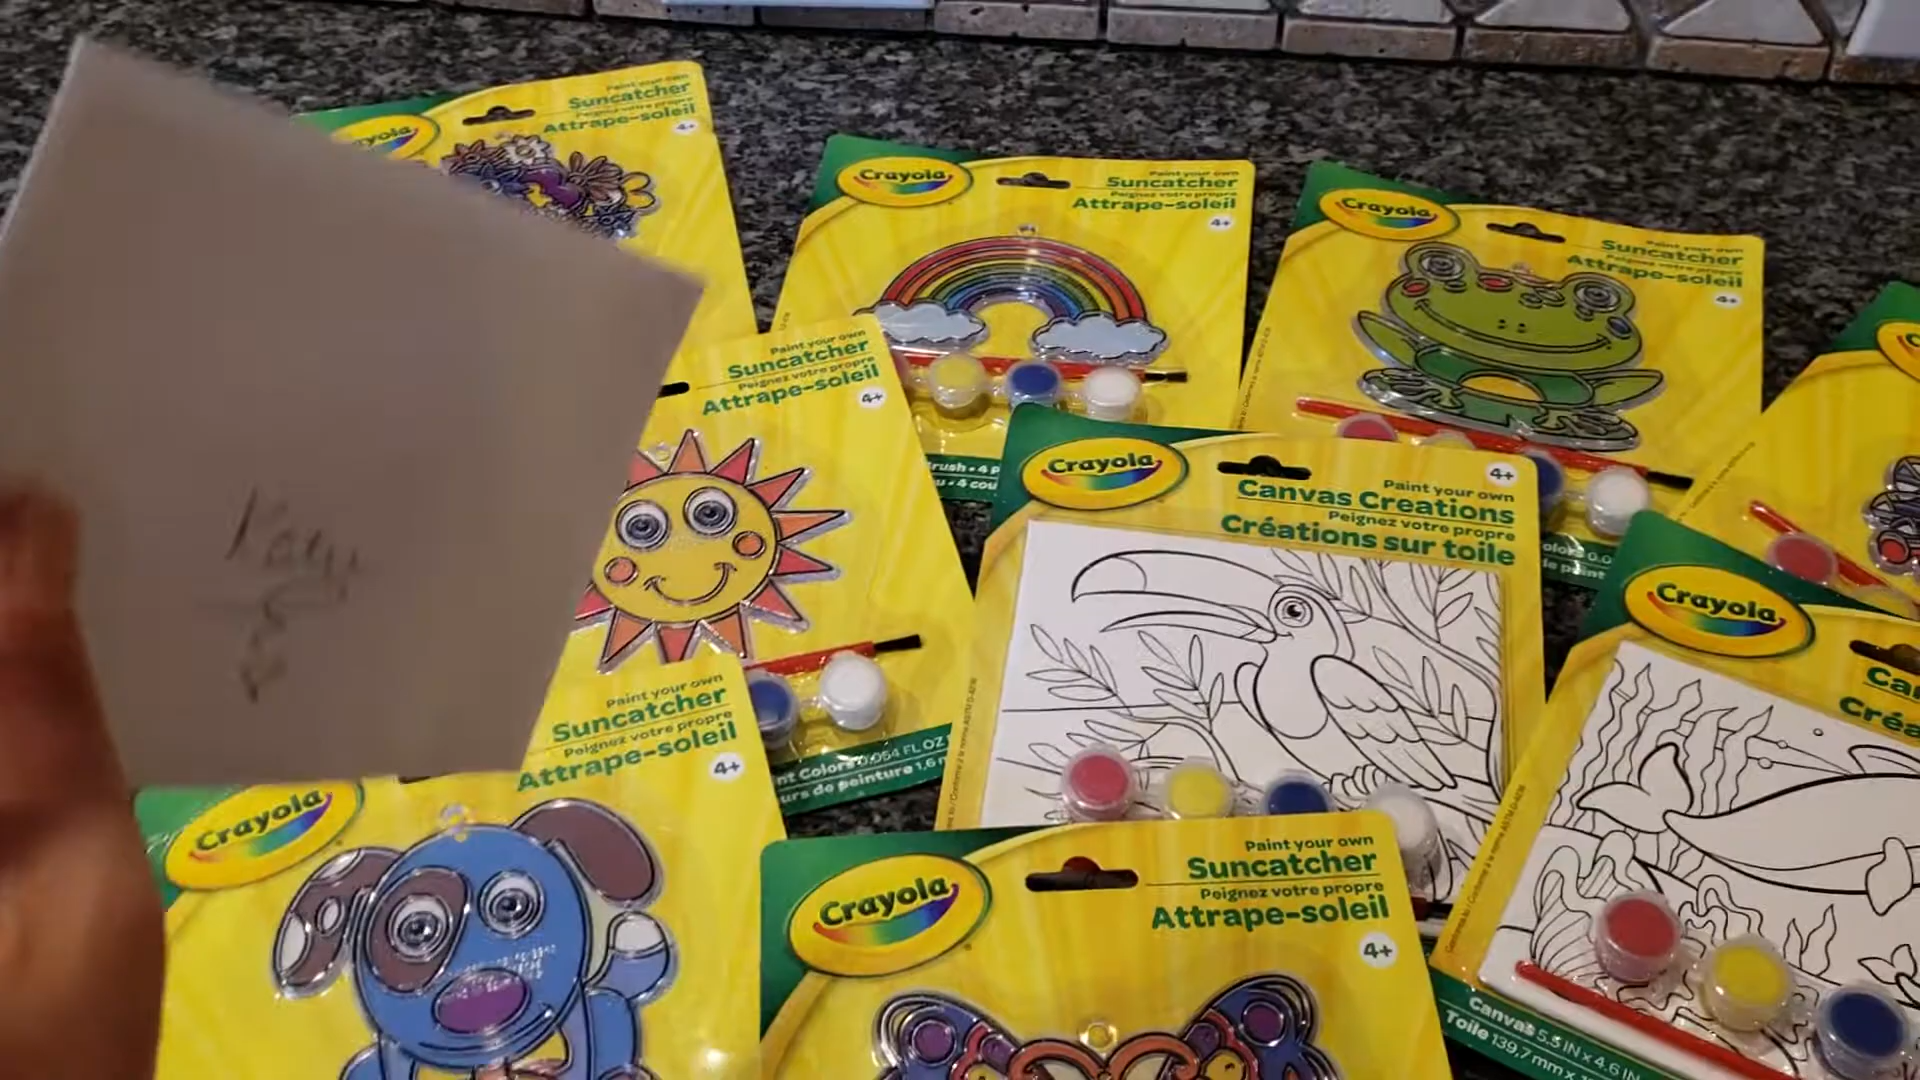 Paint your own
Suncatcher
Peignez votre propre
Attrape-soleil
4+
Crayola
Paint your own
Suncatcher
Peignez votre propre
Attrape-soleil
4+
Crayola
Paint your own
Suncatcher
Peignez votre propre
Attrape-soleil
4+
Paint your own
Suncatcher
Peignez votre propre
Attrape-soleil
4+
Crayola
4+
Paint your own
Canvas Creations
Peignez votre propre
Créations sur toile
Crayola
Paint your own
Suncatcher
Peignez votre propre
Attrape-soleil
4+
Crayola
Crayola
Paint your own
Suncatcher
Peignez votre propre
Attrape-soleil
4+
Canvas 5.5 IN x 4.6 IN
Toile 139,7 mm x